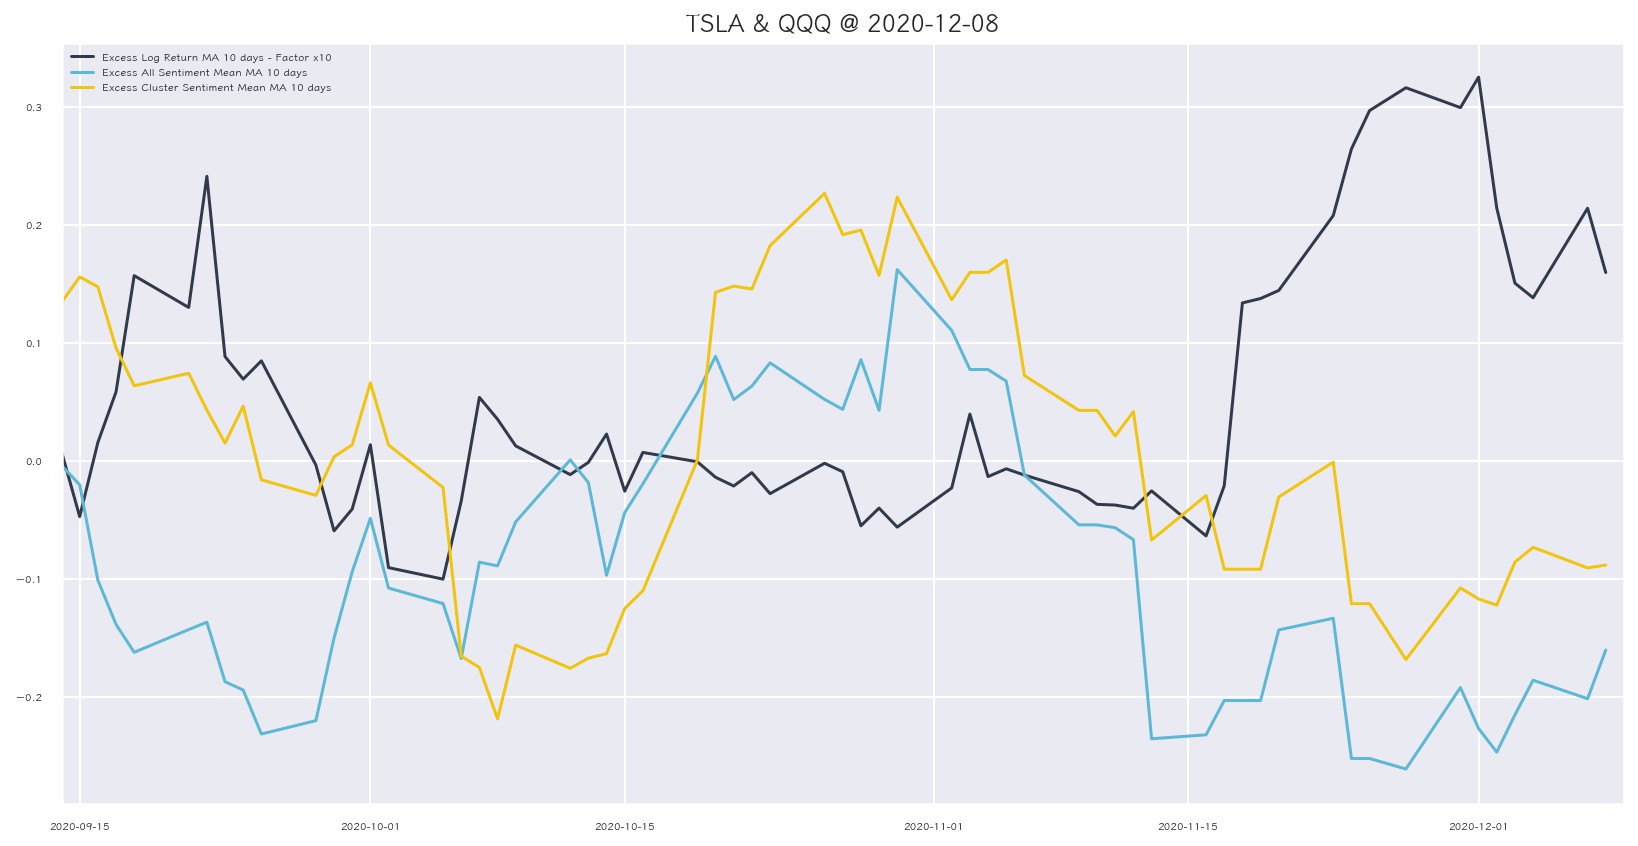 TSLA & QQQ @ 2020-12-08
Excess Log Return MA 10 days - Factor x10
Excess All Sentiment Mean MA 10 days
Excess Cluster Sentiment Mean MA 10 days
0.3
0.2
0.1
0.0
−0.1
−0.2
2020-09-15 2020-10-01 2020-10-15 2020-11-01 2020-11-15 2020-12-01